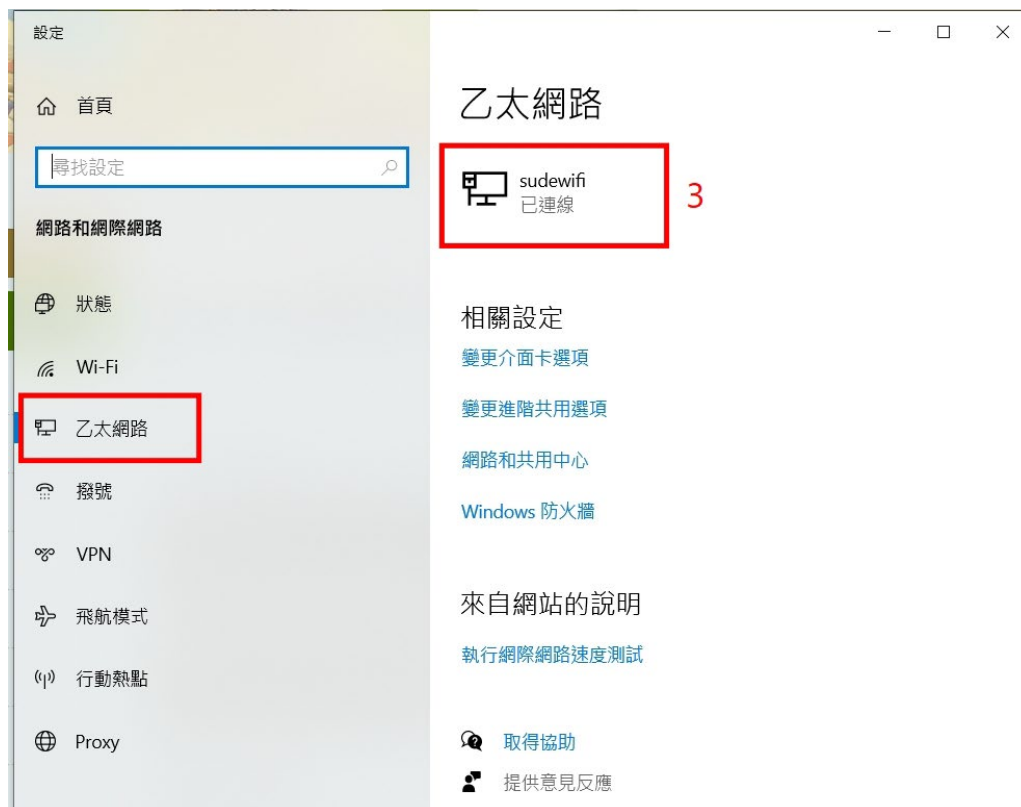 設定
首頁
尋找設定
網路和網際網路
狀態
Wi-Fi
乙太網路
撥號
VPN
飛航模式
行動熱點
Proxy
乙太網路
sudewifi
已連線
3
相關設定
變更介面卡選項
變更進階共用選項
網路和共用中心
Windows 防火牆
來自網站的說明
執行網際網路速度測試
取得協助
提供意見反應